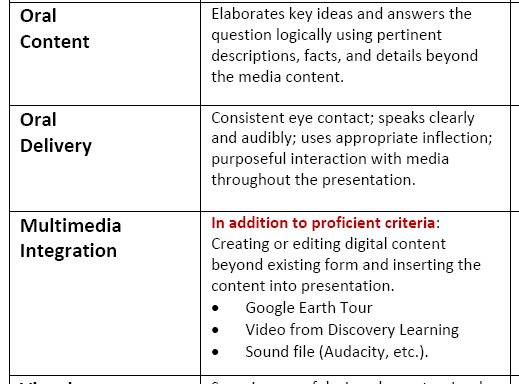 Oral
Content
Elaborates key ideas and answers the
question logically using pertinent
descriptions, facts, and details beyond
the media content.
Oral
Delivery
Consistent eye contact; speaks clearly
and audibly; uses appropriate inflection;
purposeful interaction with media
throughout the presentation.
Multimedia
Integration
In addition to proficient criteria:
Creating or editing digital content
beyond existing form and inserting the
content into presentation.
• Google Earth Tour
• Video from Discovery Learning
• Sound file (Audacity, etc.).